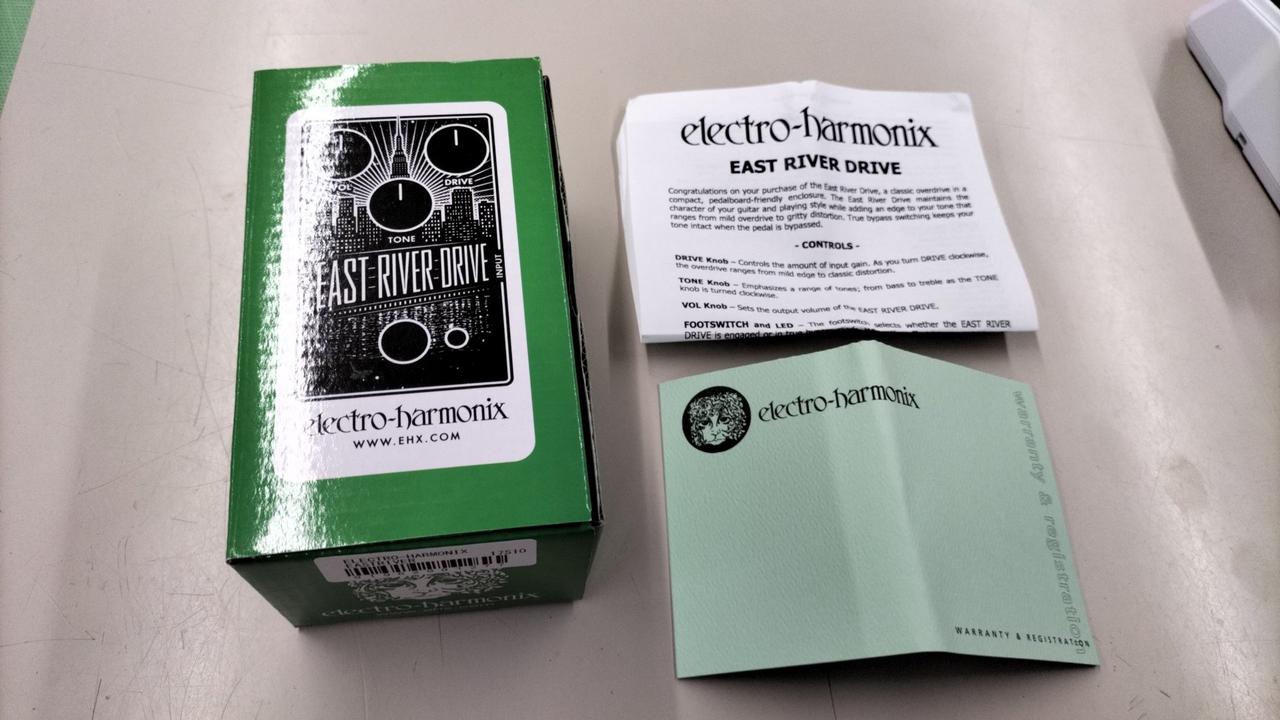 VOL
DRIVE
TONE
INPUT
EAST RIVER DRIVE
electro-harmonix
WWW.EHX.COM
ELECTRO-HARMONIX 17510
electro-harmonix
electro-harmonix
EAST RIVER DRIVE
Congratulations on your purchase of the East River Drive, a classic overdrive in a
compact, pedalboard-friendly enclosure. The East River Drive maintains the
character of your guitar and playing style while adding an edge to your tone that
ranges from mild overdrive to gritty distortion. True bypass switching keeps your
tone intact when the pedal is bypassed.
- CONTROLS -
DRIVE Knob – Controls the amount of input gain. As you turn DRIVE clockwise,
the overdrive ranges from mild edge to classic distortion.
TONE Knob – Emphasizes a range of tones; from bass to treble as the TONE
knob is turned clockwise.
VOL Knob – Sets the output volume of the EAST RIVER DRIVE.
FOOTSWITCH and LED – The footswitch selects whether the EAST RIVER
DRIVE is engaged or in true
electro-harmonix
warranty & registration
WARRANTY & REGISTRATION